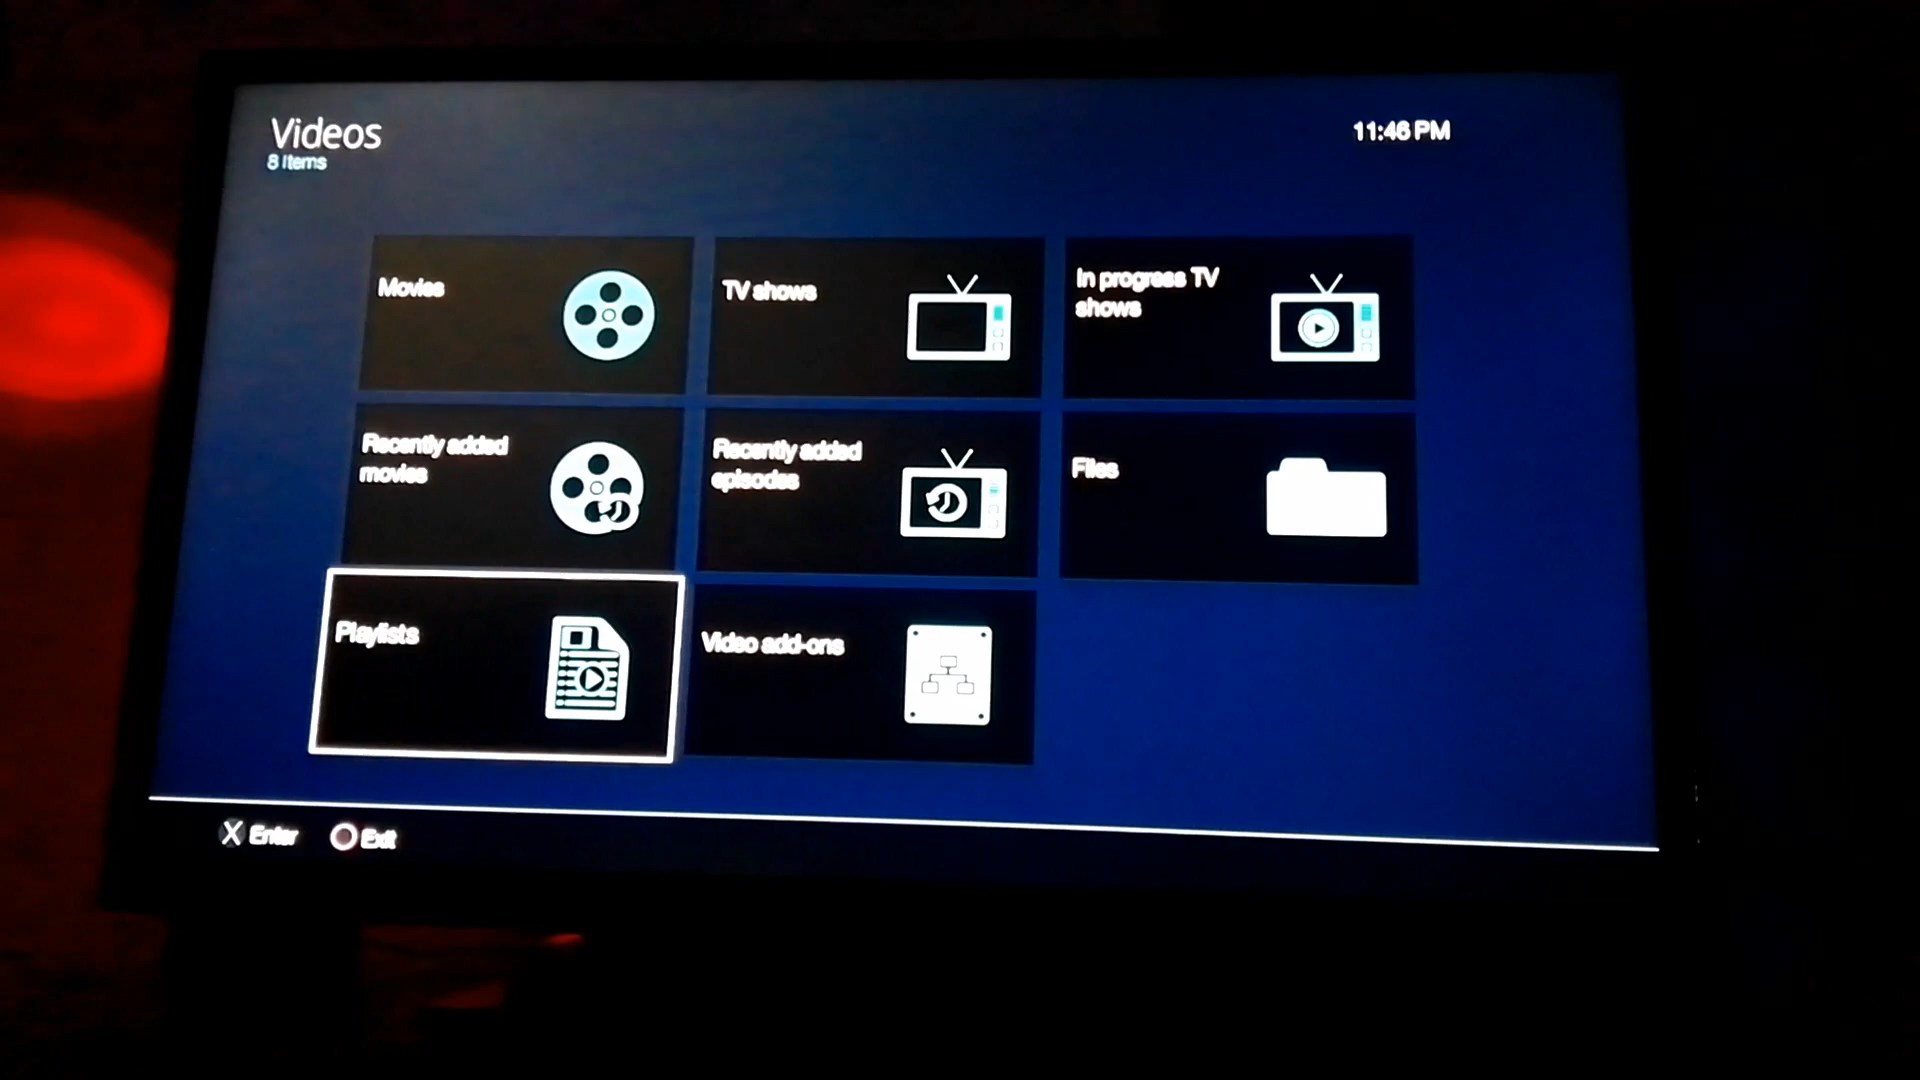 Videos
8 Items
11:46 PM
Movies
TV shows
In progress TV
shows
Recently added
movies
Recently added
episodes
Files
Playlists
Video add-ons
X Enter O Exit